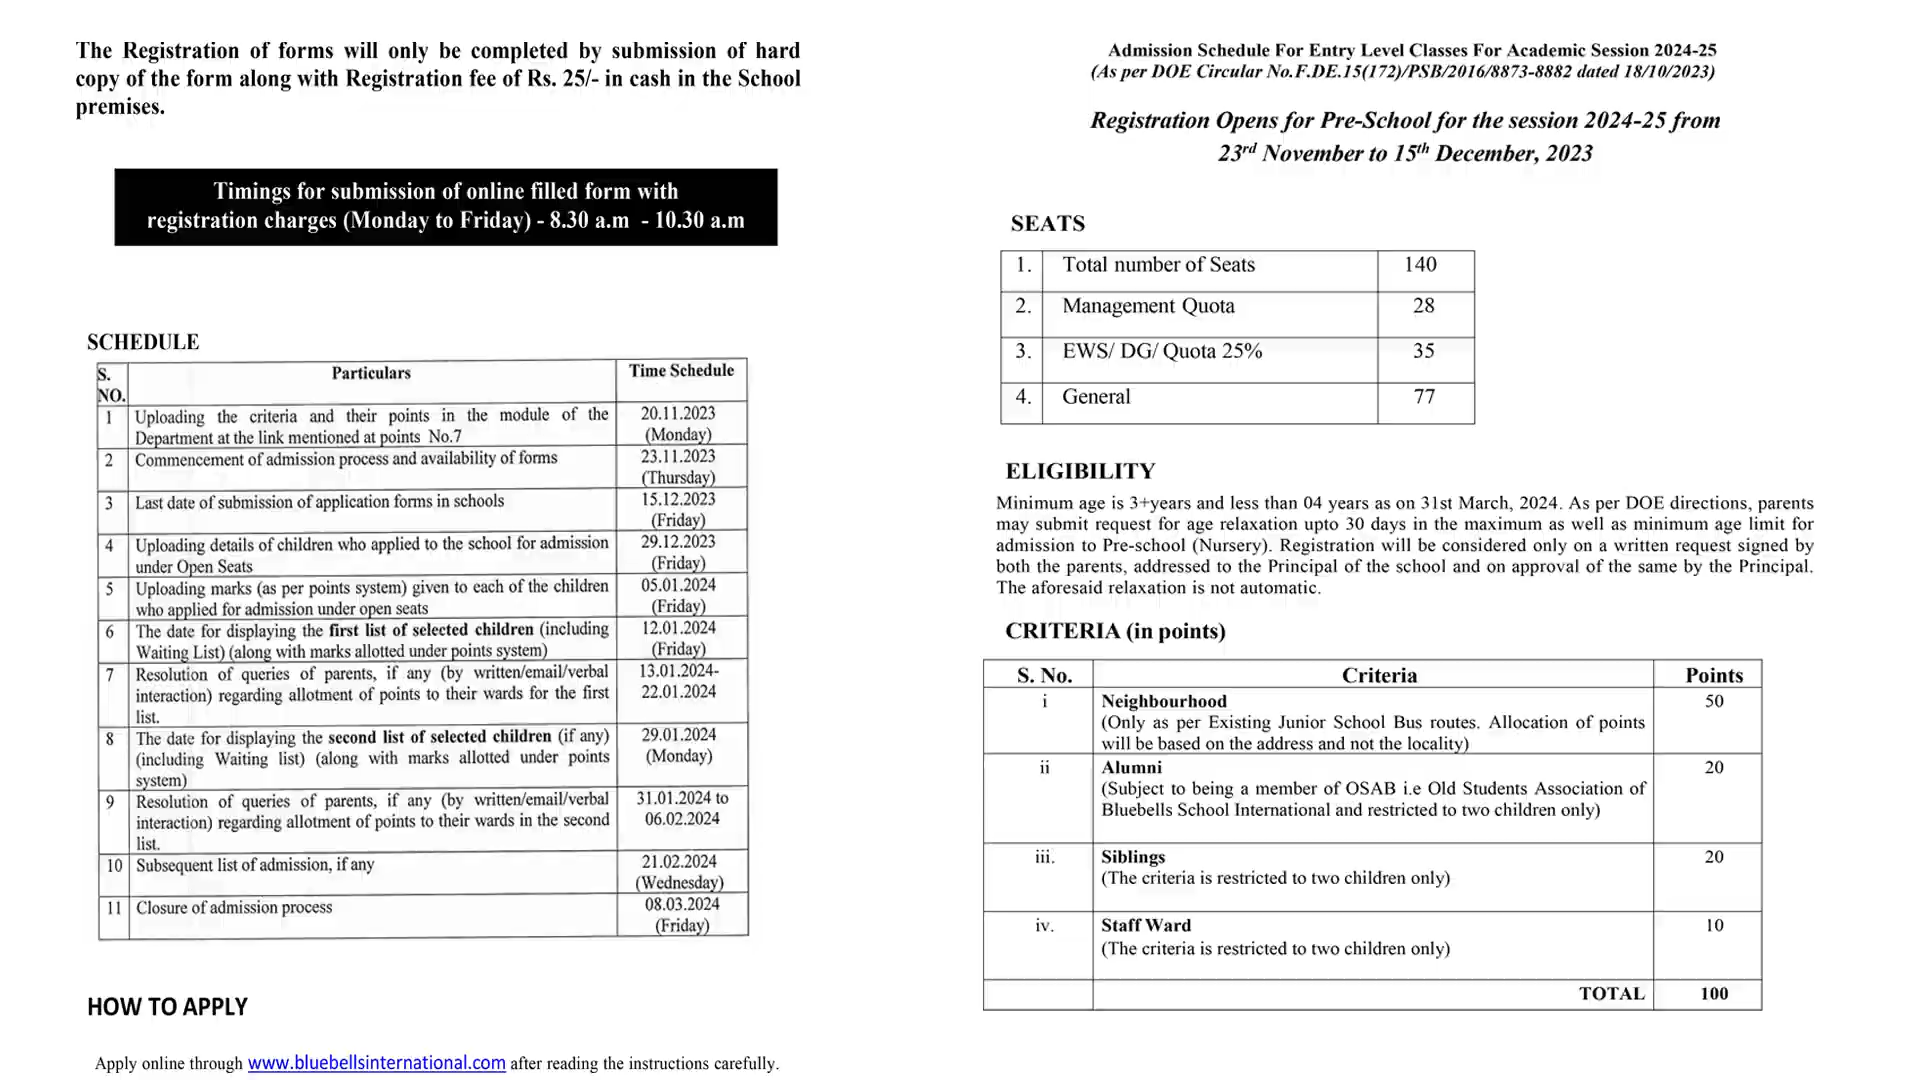 The Registration of forms will only be completed by submission of hard
copy of the form along with Registration fee of Rs. 25/- in cash in the School
premises.
Timings for submission of online filled form with
registration charges (Monday to Friday) - 8.30 a.m - 10.30 a.m
SCHEDULE
S. NO. Particulars Time Schedule
1 Uploading the criteria and their points in the module of the 20.11.2023
Department at the link mentioned at points No.7 (Monday)
2 Commencement of admission process and availability of forms 23.11.2023
(Thursday)
3 Last date of submission of application forms in schools 15.12.2023
(Friday)
4 Uploading details of children who applied to the school for admission 29.12.2023
under Open Seats (Friday)
5 Uploading marks (as per points system) given to each of the children 05.01.2024
who applied for admission under open seats (Friday)
6 The date for displaying the first list of selected children (including 12.01.2024
Waiting List) (along with marks allotted under points system) (Friday)
7 Resolution of queries of parents, if any (by written/email/verbal 13.01.2024-
interaction) regarding allotment of points to their wards for the first 22.01.2024
list.
8 The date for displaying the second list of selected children (if any) 29.01.2024
(including Waiting list) (along with marks allotted under points (Monday)
system)
9 Resolution of queries of parents, if any (by written/email/verbal 31.01.2024 to
interaction) regarding allotment of points to their wards in the second 06.02.2024
list.
10 Subsequent list of admission, if any 21.02.2024
(Wednesday)
11 Closure of admission process 08.03.2024
(Friday)
HOW TO APPLY
Apply online through www.bluebellsinternational.com after reading the instructions carefully.
Admission Schedule For Entry Level Classes For Academic Session 2024-25
(As per DOE Circular No.F.DE.15(172)/PSB/2016/8873-8882 dated 18/10/2023)
Registration Opens for Pre-School for the session 2024-25 from
23rd November to 15th December, 2023
SEATS
1. Total number of Seats 140
2. Management Quota 28
3. EWS/ DG/ Quota 25% 35
4. General 77
ELIGIBILITY
Minimum age is 3+years and less than 04 years as on 31st March, 2024. As per DOE directions, parents
may submit request for age relaxation upto 30 days in the maximum as well as minimum age limit for
admission to Pre-school (Nursery). Registration will be considered only on a written request signed by
both the parents, addressed to the Principal of the school and on approval of the same by the Principal.
The aforesaid relaxation is not automatic.
CRITERIA (in points)
S. No. Criteria Points
i Neighbourhood 50
(Only as per Existing Junior School Bus routes. Allocation of points
will be based on the address and not the locality)
ii Alumni 20
(Subject to being a member of OSAB i.e Old Students Association of
Bluebells School International and restricted to two children only)
iii. Siblings 20
(The criteria is restricted to two children only)
iv. Staff Ward 10
(The criteria is restricted to two children only)
TOTAL 100